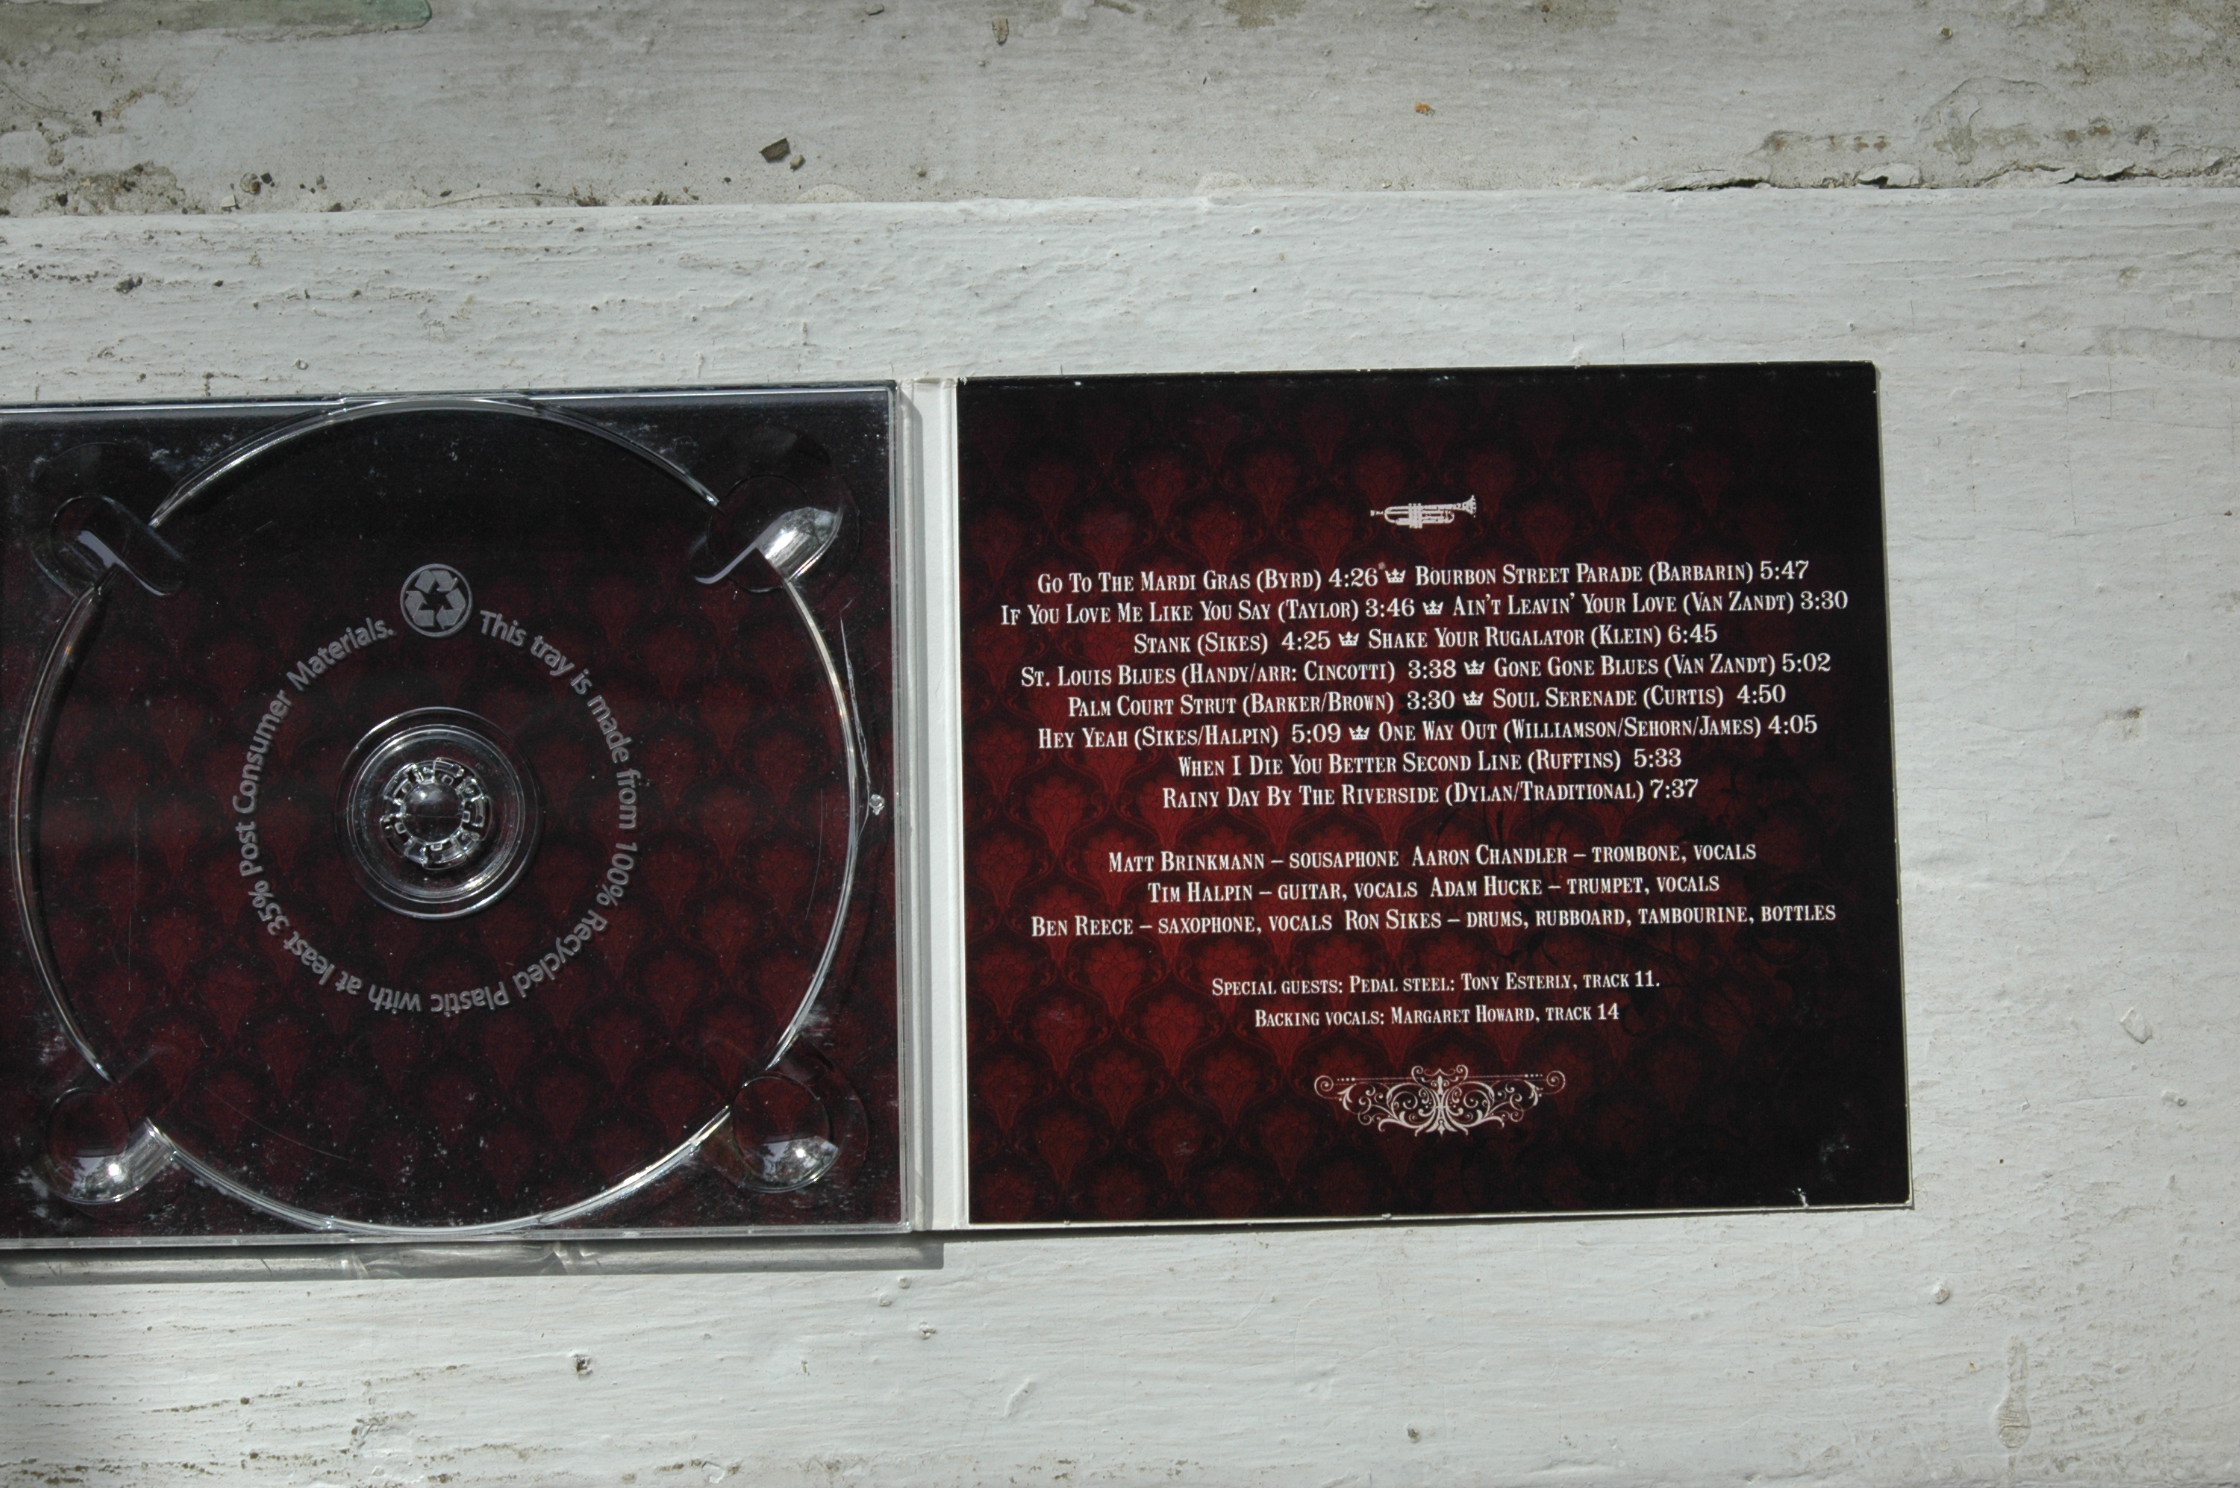 This tray is made from 100% Recycled Plastic with at least 35% Post Consumer Materials.
Go To The Mardi Gras (Byrd) 4:26 Bourbon Street Parade (Barbarin) 5:47
If You Love Me Like You Say (Taylor) 3:46 Ain't Leavin' Your Love (Van Zandt) 3:30
Stank (Sikes) 4:25 Shake Your Rugalator (Klein) 6:45
St. Louis Blues (Handy/arr: Cincotti) 3:38 Gone Gone Blues (Van Zandt) 5:02
Palm Court Strut (Barker/Brown) 3:30 Soul Serenade (Curtis) 4:50
Hey Yeah (Sikes/Halpin) 5:09 One Way Out (Williamson/Sehorn/James) 4:05
When I Die You Better Second Line (Ruffins) 5:33
Rainy Day By The Riverside (Dylan/Traditional) 7:37
Matt Brinkmann – sousaphone Aaron Chandler – trombone, vocals
Tim Halpin – guitar, vocals Adam Hucke – trumpet, vocals
Ben Reece – saxophone, vocals Ron Sikes – drums, rubboard, tambourine, bottles
Special guests: Pedal steel: Tony Esterly, track 11.
Backing vocals: Margaret Howard, track 14